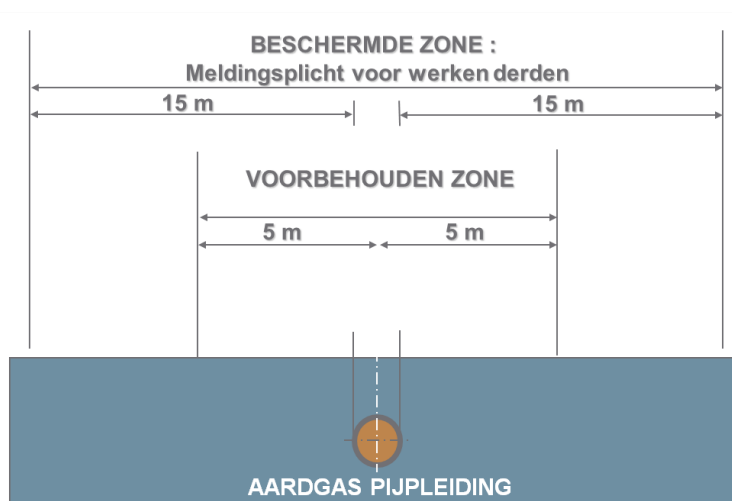 BESCHERMDE ZONE :
Meldingsplicht voor werken derden
15 m 15 m
VOORBEHOUDEN ZONE
5 m 5 m
AARDGAS PIJPLEIDING